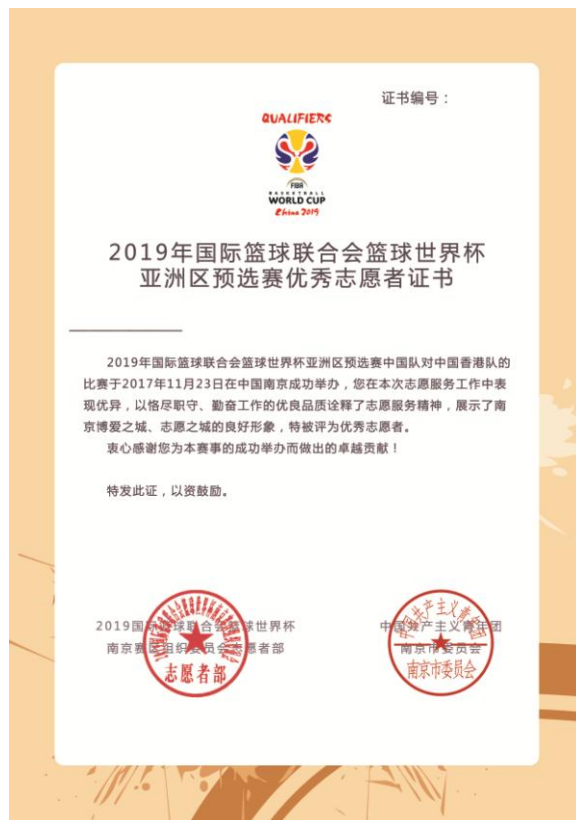 证书编号：
QUALIFIERS
FIBA
BASKETBALL
WORLD CUP
China 2019
2019年国际篮球联合会篮球世界杯
亚洲区预选赛优秀志愿者证书
2019年国际篮球联合会篮球世界杯亚洲区预选赛中国队对中国香港队的
比赛于2017年11月23日在中国南京成功举办，您在本次志愿服务工作中表
现优异，以恪尽职守、勤奋工作的优良品质诠释了志愿服务精神，展示了南
京博爱之城、志愿之城的良好形象，特被评为优秀志愿者。
衷心感谢您为本赛事的成功举办而做出的卓越贡献！
特发此证，以资鼓励。
2019国际篮球联合会篮球世界杯
南京赛区组织委员会志愿者部
志愿者部
中国共产主义青年团
南京市委员会
中国共产主义青年团
南京市委员会